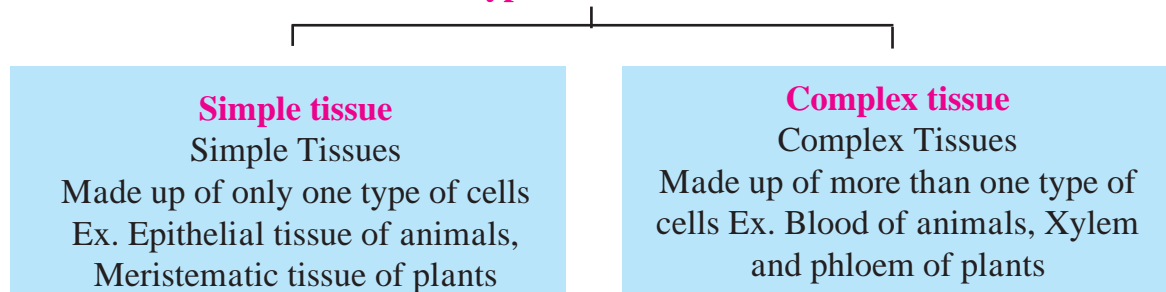 Simple tissue
Simple Tissues
Made up of only one type of cells
Ex. Epithelial tissue of animals,
Meristematic tissue of plants
Complex tissue
Complex Tissues
Made up of more than one type of
cells Ex. Blood of animals, Xylem
and phloem of plants